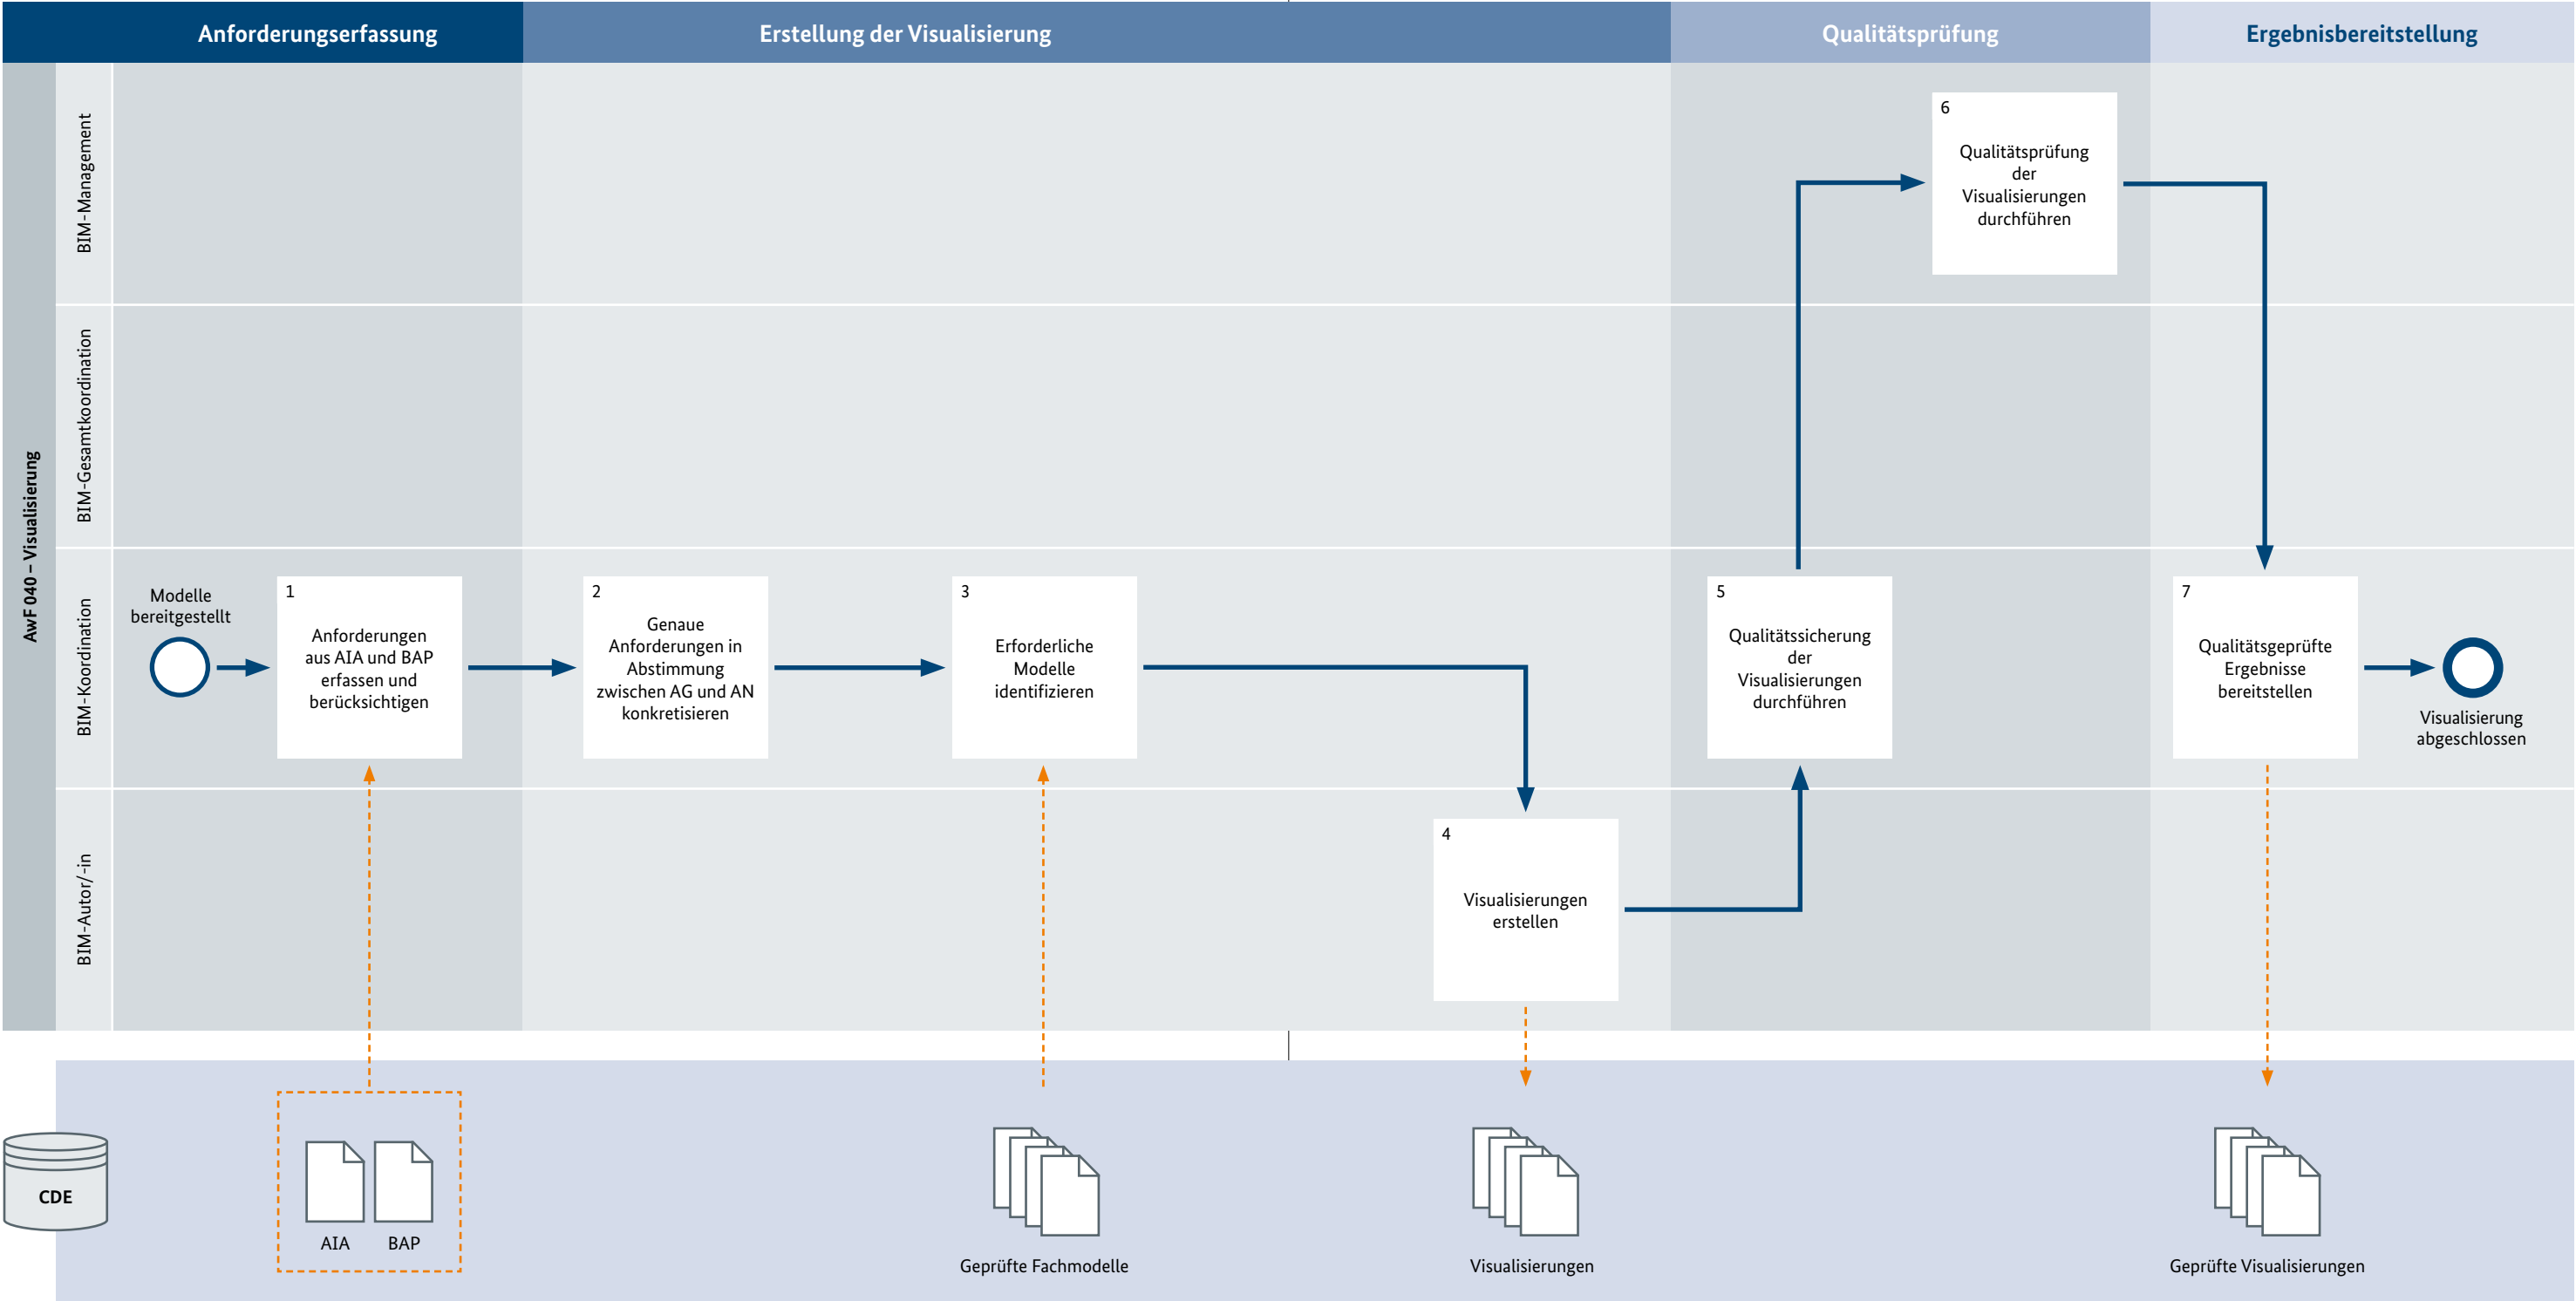 Anforderungserfassung
Erstellung der Visualisierung
Qualitätsprüfung
Ergebnisbereitstellung
AwF 040 – Visualisierung
BIM-Management
6
Qualitätsprüfung
der
Visualisierungen
durchführen
BIM-Gesamtkoordination
BIM-Koordination
Modelle
bereitgestellt
1
Anforderungen
aus AIA und BAP
erfassen und
berücksichtigen
2
Genaue
Anforderungen in
Abstimmung
zwischen AG und AN
konkretisieren
3
Erforderliche
Modelle
identifizieren
5
Qualitätssicherung
der
Visualisierungen
durchführen
7
Qualitätsgeprüfte
Ergebnisse
bereitstellen
Visualisierung
abgeschlossen
BIM-Autor/-in
4
Visualisierungen
erstellen
CDE
AIA
BAP
Geprüfte Fachmodelle
Visualisierungen
Geprüfte Visualisierungen